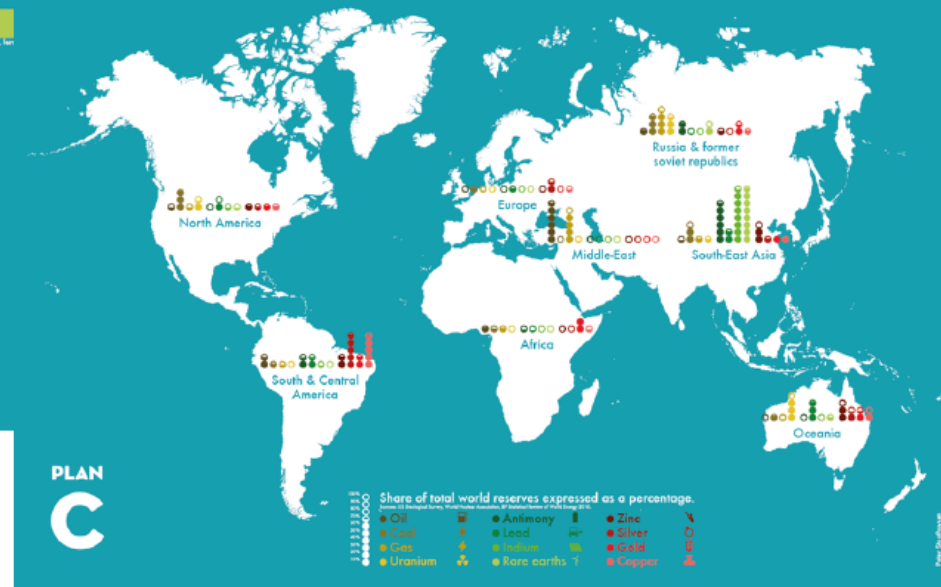 North America
Europe
Russia & former
soviet republics
Middle-East
South-East Asia
Africa
South & Central
America
Oceania
PLAN
C
Share of total world reserves expressed as a percentage.
Oil
Coal
Gas
Uranium
Antimony
Lead
Indium
Rare earths
Zinc
Silver
Gold
Copper